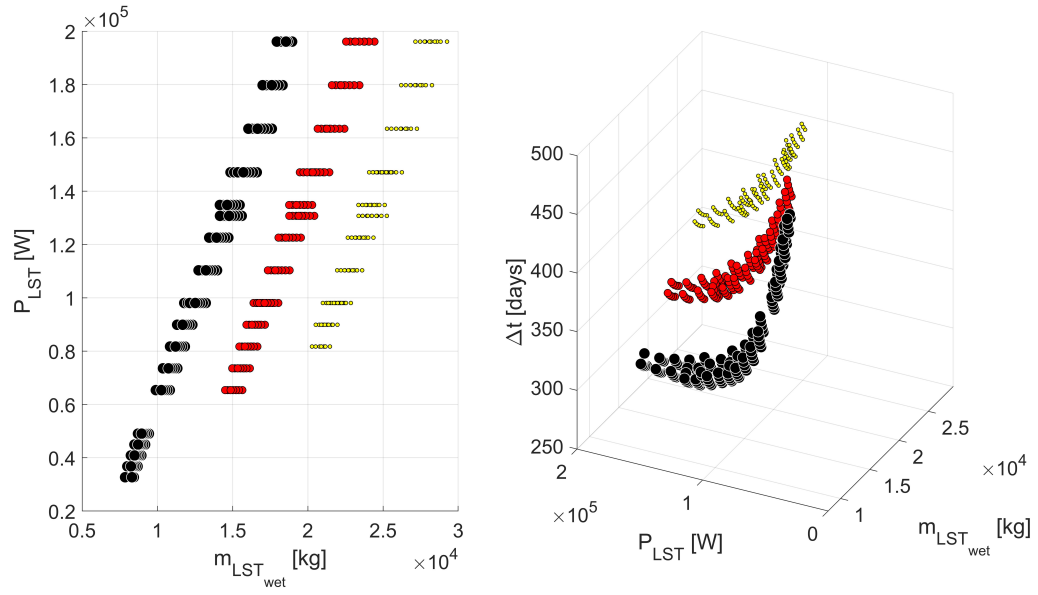 ×10⁵
2
1.8
1.6
1.4
1.2
1
0.8
0.6
0.4
0.2
P_LST [W]
0.5 1 1.5 2 2.5 3
×10⁴
m_LST_wet [kg]
500
450
400
350
300
250
Δt [days]
2 1 0
×10⁵
P_LST [W]
1 1.5 2 2.5
×10⁴
m_LST_wet [kg]